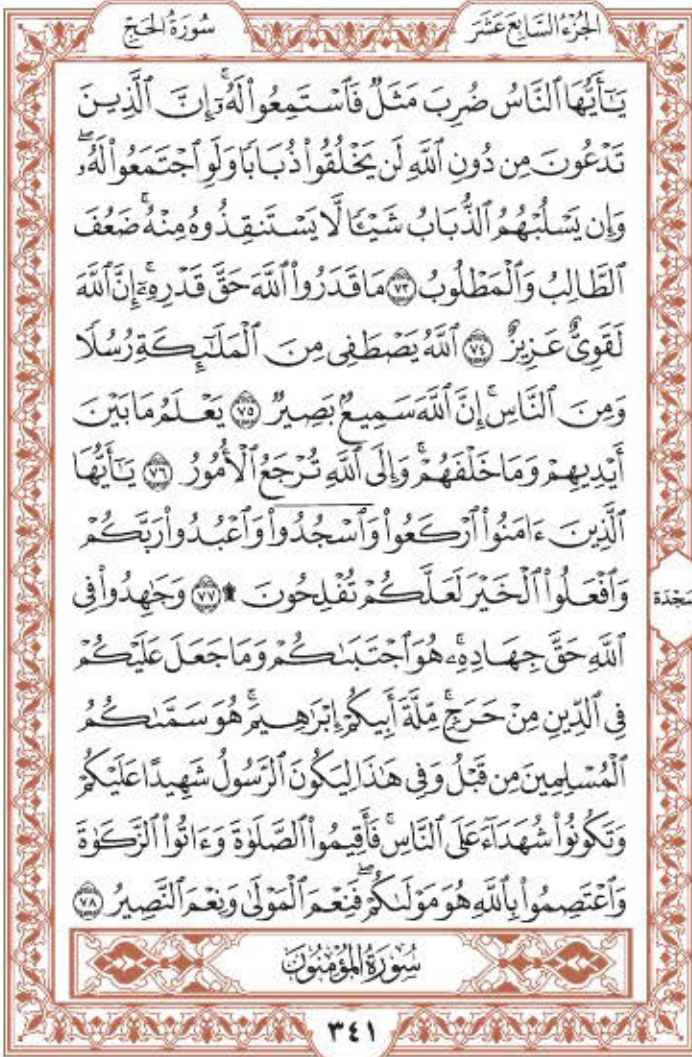 الجُزْءُ السَّابِعَ عَشَرَ سُورَةُ الحَجِّ
يَٰٓأَيُّهَا ٱلنَّاسُ ضُرِبَ مَثَلٌ فَٱسْتَمِعُوا۟ لَهُۥٓ ۚ إِنَّ ٱلَّذِينَ
تَدْعُونَ مِن دُونِ ٱللَّهِ لَن يَخْلُقُوا۟ ذُبَابًا وَلَوِ ٱجْتَمَعُوا۟ لَهُۥ ۖ
وَإِن يَسْلُبْهُمُ ٱلذُّبَابُ شَيْـًٔا لَّا يَسْتَنقِذُوهُ مِنْهُ ۚ ضَعُفَ
ٱلطَّالِبُ وَٱلْمَطْلُوبُ ٧٣ مَا قَدَرُوا۟ ٱللَّهَ حَقَّ قَدْرِهِۦٓ ۚ إِنَّ ٱللَّهَ
لَقَوِىٌّ عَزِيزٌ ٧٤ ٱللَّهُ يَصْطَفِى مِنَ ٱلْمَلَٰٓئِكَةِ رُسُلًا
وَمِنَ ٱلنَّاسِ ۚ إِنَّ ٱللَّهَ سَمِيعٌۢ بَصِيرٌ ٧٥ يَعْلَمُ مَا بَيْنَ
أَيْدِيهِمْ وَمَا خَلْفَهُمْ ۗ وَإِلَى ٱللَّهِ تُرْجَعُ ٱلْأُمُورُ ٧٦ يَٰٓأَيُّهَا
ٱلَّذِينَ ءَامَنُوا۟ ٱرْكَعُوا۟ وَٱسْجُدُوا۟ وَٱعْبُدُوا۟ رَبَّكُمْ
وَٱفْعَلُوا۟ ٱلْخَيْرَ لَعَلَّكُمْ تُفْلِحُونَ ۩ ٧٧ وَجَٰهِدُوا۟ فِى
سَجْدَة
ٱللَّهِ حَقَّ جِهَادِهِۦ ۚ هُوَ ٱجْتَبَىٰكُمْ وَمَا جَعَلَ عَلَيْكُمْ
فِى ٱلدِّينِ مِنْ حَرَجٍ ۚ مِّلَّةَ أَبِيكُمْ إِبْرَٰهِيمَ ۚ هُوَ سَمَّىٰكُمُ
ٱلْمُسْلِمِينَ مِن قَبْلُ وَفِى هَٰذَا لِيَكُونَ ٱلرَّسُولُ شَهِيدًا عَلَيْكُمْ
وَتَكُونُوا۟ شُهَدَآءَ عَلَى ٱلنَّاسِ ۚ فَأَقِيمُوا۟ ٱلصَّلَوٰةَ وَءَاتُوا۟ ٱلزَّكَوٰةَ
وَٱعْتَصِمُوا۟ بِٱللَّهِ هُوَ مَوْلَىٰكُمْ ۖ فَنِعْمَ ٱلْمَوْلَىٰ وَنِعْمَ ٱلنَّصِيرُ ٧٨
سُورَةُ المُؤْمِنُونَ
٣٤١